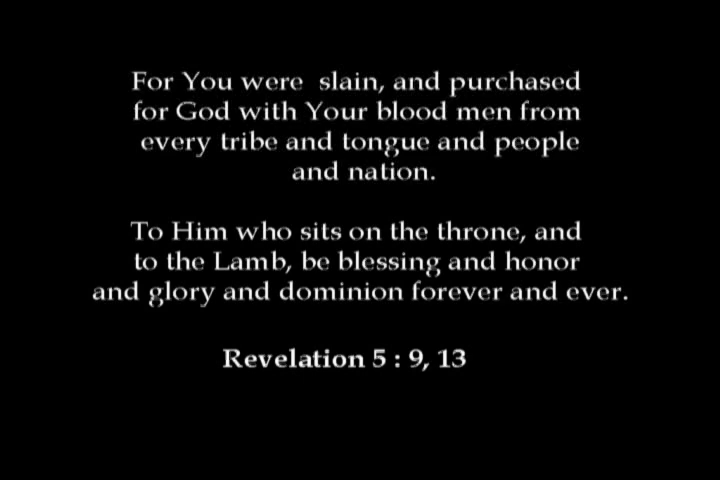 For You were slain, and purchased
for God with Your blood men from
every tribe and tongue and people
and nation.
To Him who sits on the throne, and
to the Lamb, be blessing and honor
and glory and dominion forever and ever.
Revelation 5 : 9, 13